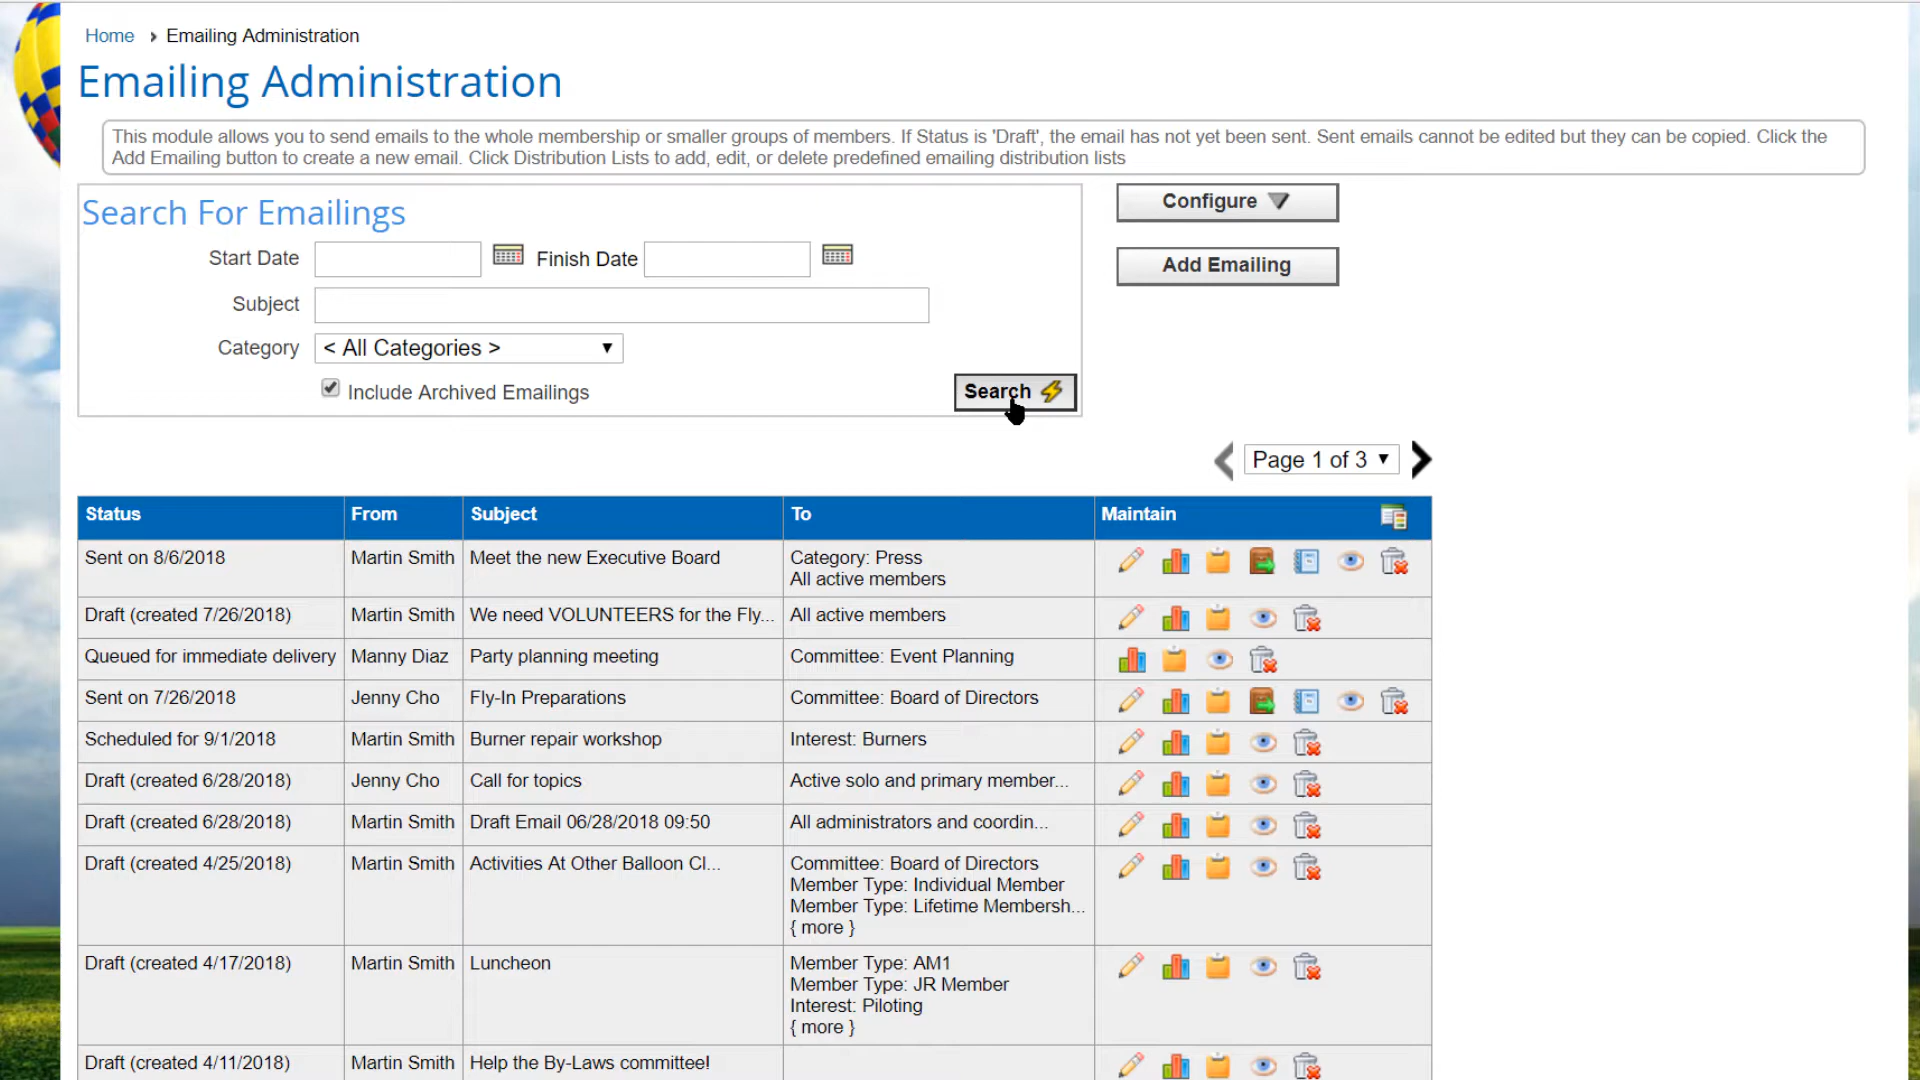 Home › Emailing Administration
Emailing Administration
This module allows you to send emails to the whole membership or smaller groups of members. If Status is 'Draft', the email has not yet been sent. Sent emails cannot be edited but they can be copied. Click the
Add Emailing button to create a new email. Click Distribution Lists to add, edit, or delete predefined emailing distribution lists
Search For Emailings
Configure
Start Date Finish Date
Add Emailing
Subject
Category < All Categories >
Include Archived Emailings
Search
Page 1 of 3
Status From Subject To Maintain
Sent on 8/6/2018 Martin Smith Meet the new Executive Board Category: Press
All active members
Draft (created 7/26/2018) Martin Smith We need VOLUNTEERS for the Fly... All active members
Queued for immediate delivery Manny Diaz Party planning meeting Committee: Event Planning
Sent on 7/26/2018 Jenny Cho Fly-In Preparations Committee: Board of Directors
Scheduled for 9/1/2018 Martin Smith Burner repair workshop Interest: Burners
Draft (created 6/28/2018) Jenny Cho Call for topics Active solo and primary member...
Draft (created 6/28/2018) Martin Smith Draft Email 06/28/2018 09:50 All administrators and coordin...
Draft (created 4/25/2018) Martin Smith Activities At Other Balloon Cl... Committee: Board of Directors
Member Type: Individual Member
Member Type: Lifetime Membersh...
{ more }
Draft (created 4/17/2018) Martin Smith Luncheon Member Type: AM1
Member Type: JR Member
Interest: Piloting
{ more }
Draft (created 4/11/2018) Martin Smith Help the By-Laws committee!